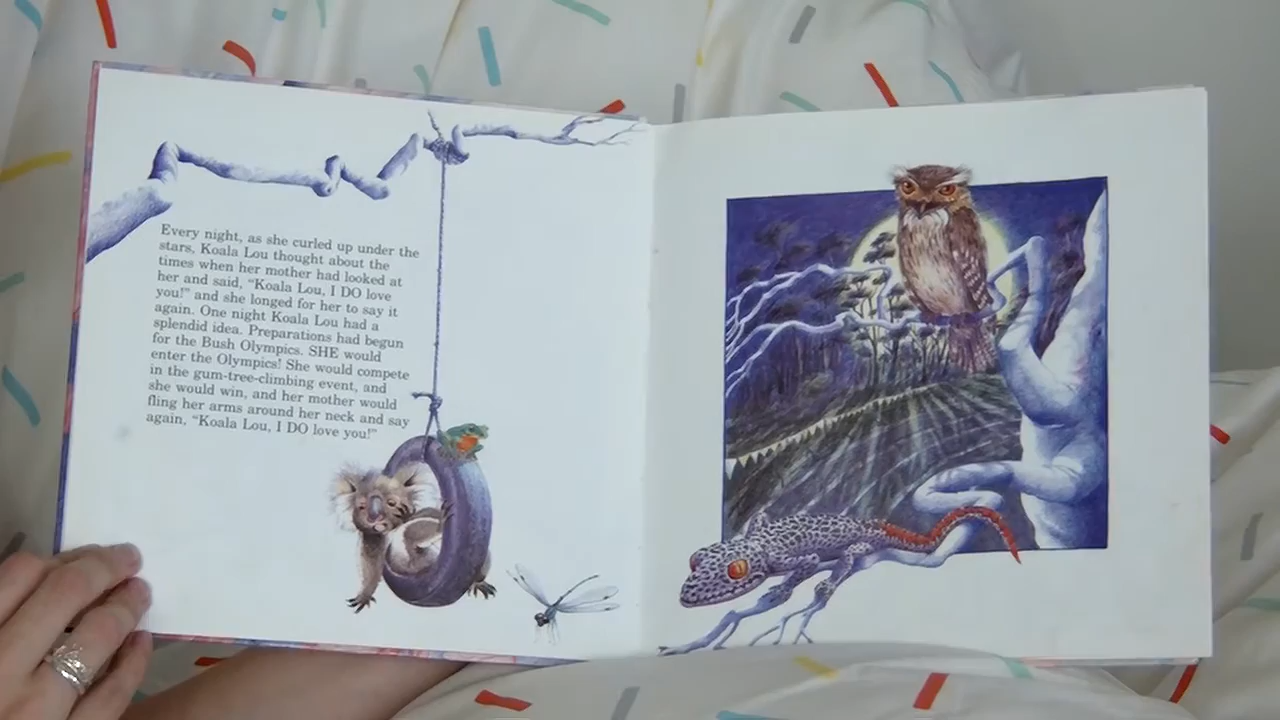 Every night, as she curled up under the
stars, Koala Lou thought about the
times when her mother had looked at
her and said, “Koala Lou, I DO love
you!” and she longed for her to say it
again. One night Koala Lou had a
splendid idea. Preparations had begun
for the Bush Olympics. SHE would
enter the Olympics! She would compete
in the gum-tree-climbing event, and
she would win, and her mother would
fling her arms around her neck and say
again, “Koala Lou, I DO love you!”